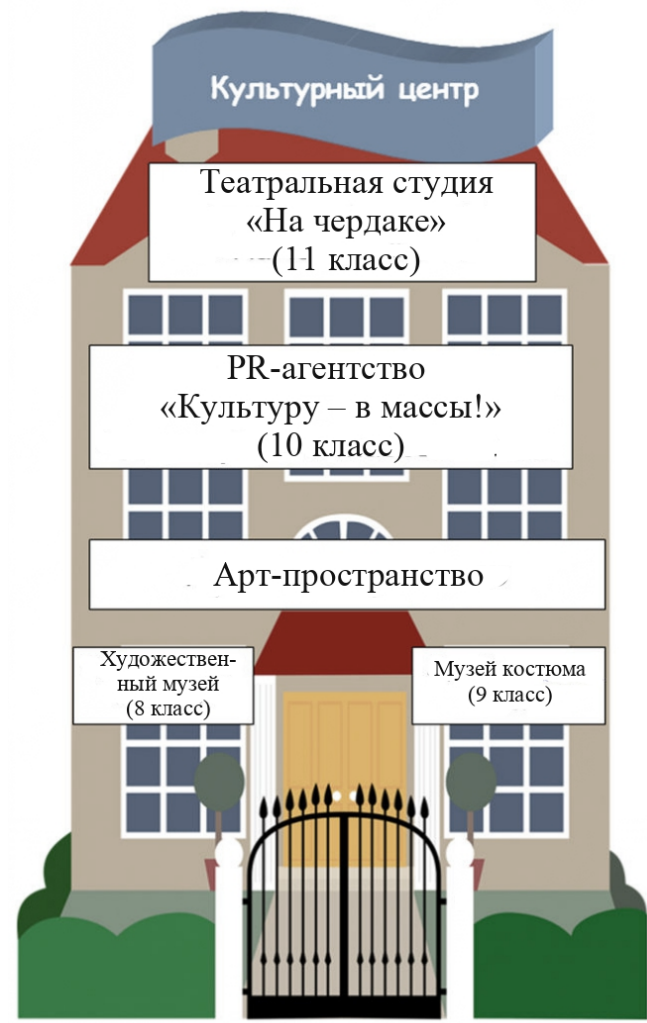 Культурный центр
Театральная студия
«На чердаке»
(11 класс)
PR-агентство
«Культуру – в массы!»
(10 класс)
Арт-пространство
Художествен-
ный музей
(8 класс)
Музей костюма
(9 класс)